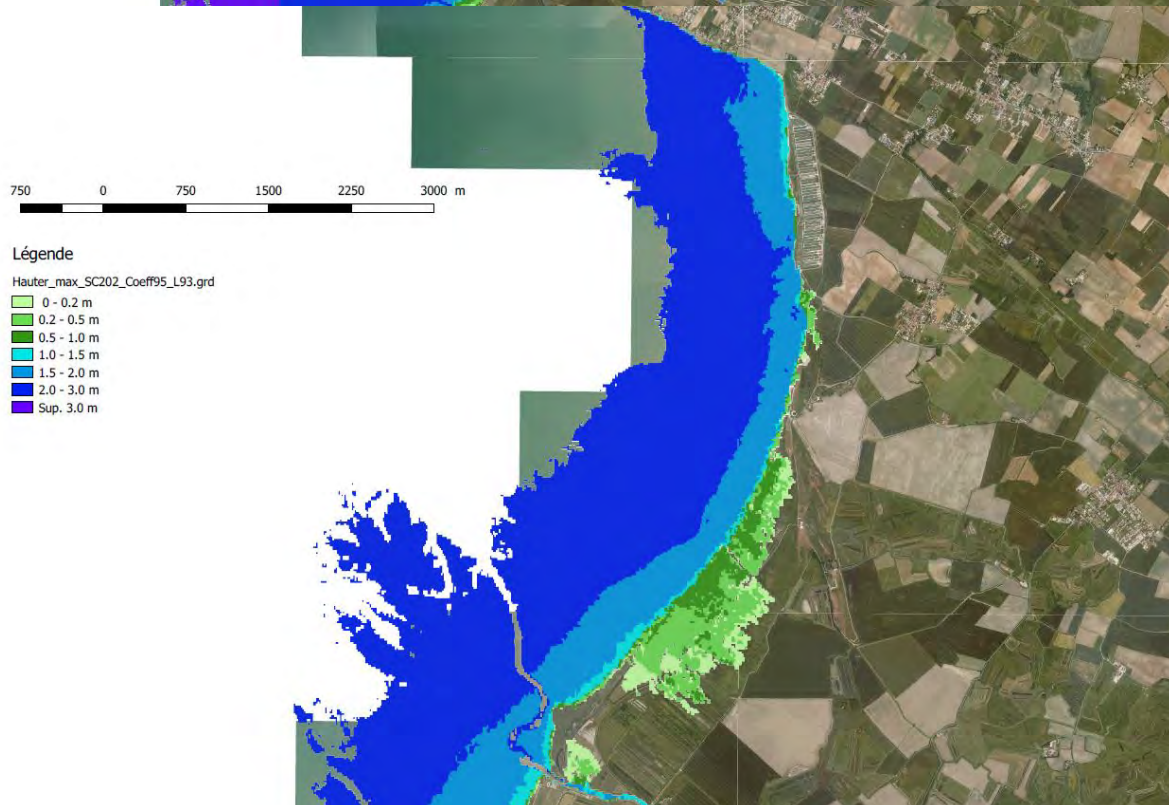 750 0 750 1500 2250 3000 m
Légende
Hauter_max_SC202_Coeff95_L93.grd
0 - 0.2 m
0.2 - 0.5 m
0.5 - 1.0 m
1.0 - 1.5 m
1.5 - 2.0 m
2.0 - 3.0 m
Sup. 3.0 m